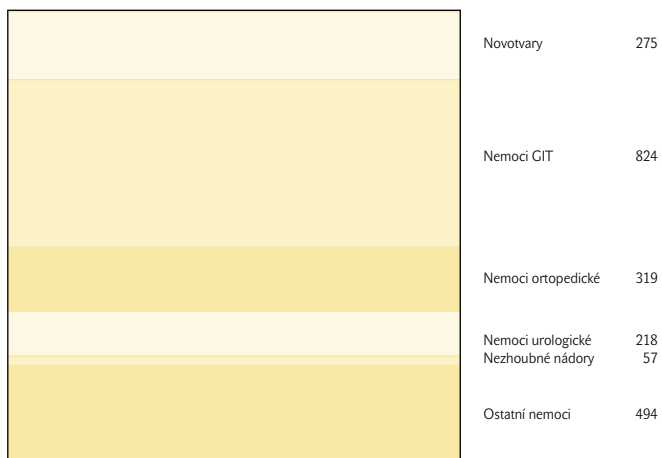 Novotvary 275
Nemoci GIT 824
Nemoci ortopedické 319
Nemoci urologické 218
Nezhoubné nádory 57
Ostatní nemoci 494